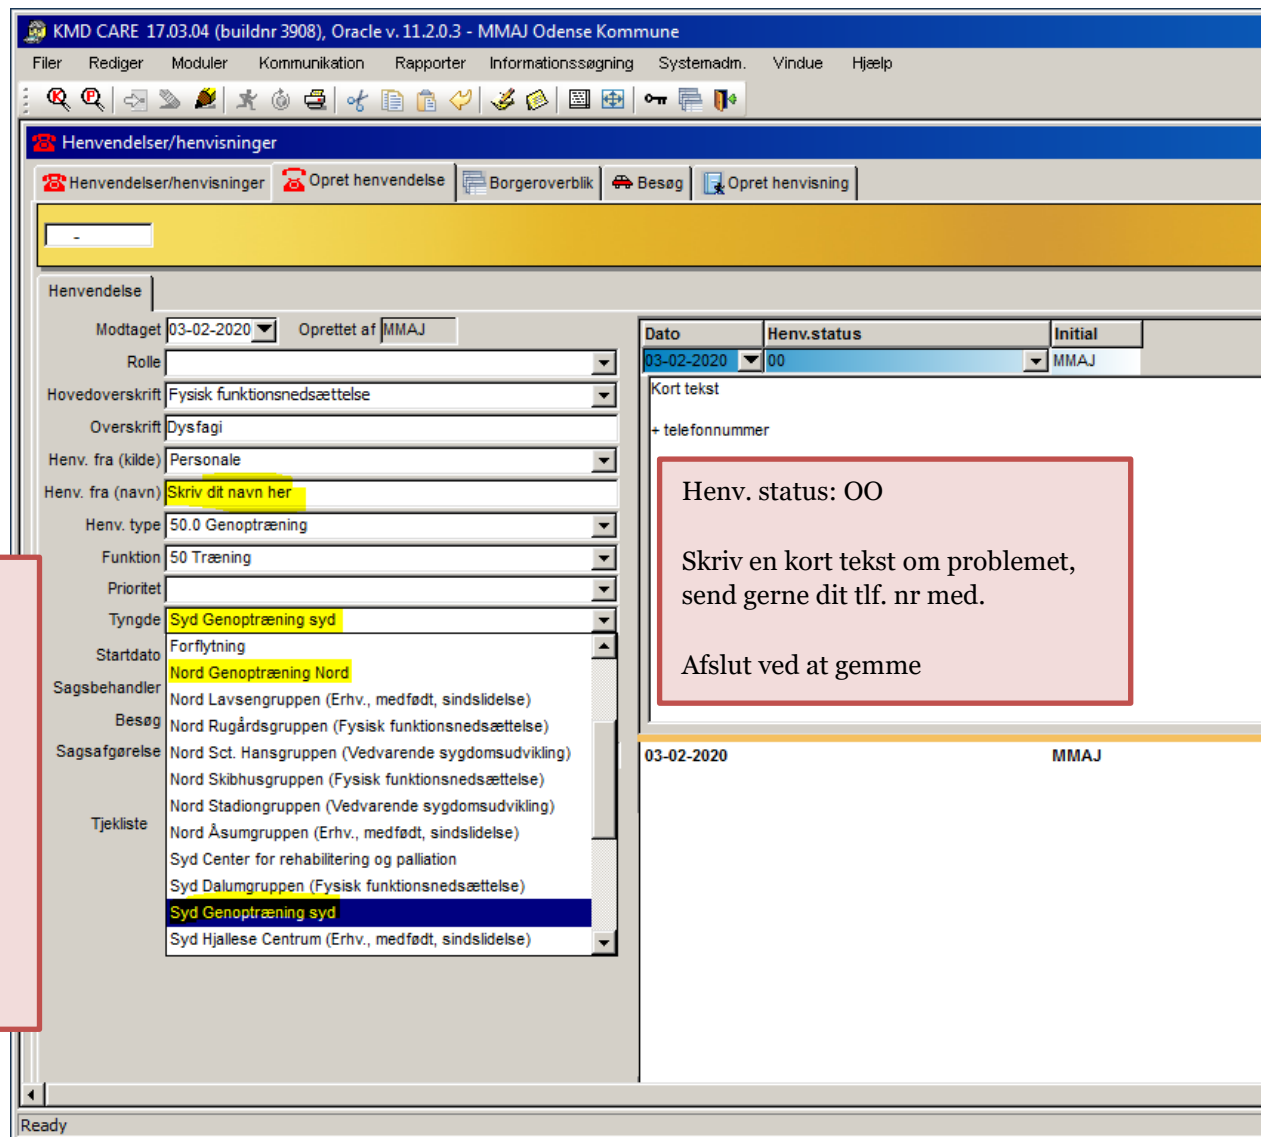 KMD CARE 17.03.04 (buildnr 3908), Oracle v. 11.2.0.3 - MMAJ Odense Kommune
Filer Rediger Moduler Kommunikation Rapporter Informationssøgning Systemadm. Vindue Hjælp
Henvendelser/henvisninger
Henvendelser/henvisninger Opret henvendelse Borgeroverblik Besøg Opret henvisning
-
Henvendelse
Modtaget 03-02-2020 Oprettet af MMAJ
Rolle
Hovedoverskrift Fysisk funktionsnedsættelse
Overskrift Dysfagi
Henv. fra (kilde) Personale
Henv. fra (navn) Skriv dit navn her
Henv. type 50.0 Genoptræning
Funktion 50 Træning
Prioritet
Tyngde Syd Genoptræning syd
Startdato
Sagsbehandler
Besøg
Sagsafgørelse
Tjekliste
Forflytning
Nord Genoptræning Nord
Nord Lavsengruppen (Erhv., medfødt, sindslidelse)
Nord Rugårdsgruppen (Fysisk funktionsnedsættelse)
Nord Sct. Hansgruppen (Vedvarende sygdomsudvikling)
Nord Skibhusgruppen (Fysisk funktionsnedsættelse)
Nord Stadiongruppen (Vedvarende sygdomsudvikling)
Nord Åsumgruppen (Erhv., medfødt, sindslidelse)
Syd Center for rehabilitering og palliation
Syd Dalumgruppen (Fysisk funktionsnedsættelse)
Syd Genoptræning syd
Syd Hjallese Centrum (Erhv., medfødt, sindslidelse)
Dato Henv.status Initial
03-02-2020 00 MMAJ
Kort tekst
+ telefonnummer
Henv. status: OO
Skriv en kort tekst om problemet,
send gerne dit tlf. nr med.
Afslut ved at gemme
03-02-2020 MMAJ
Ready